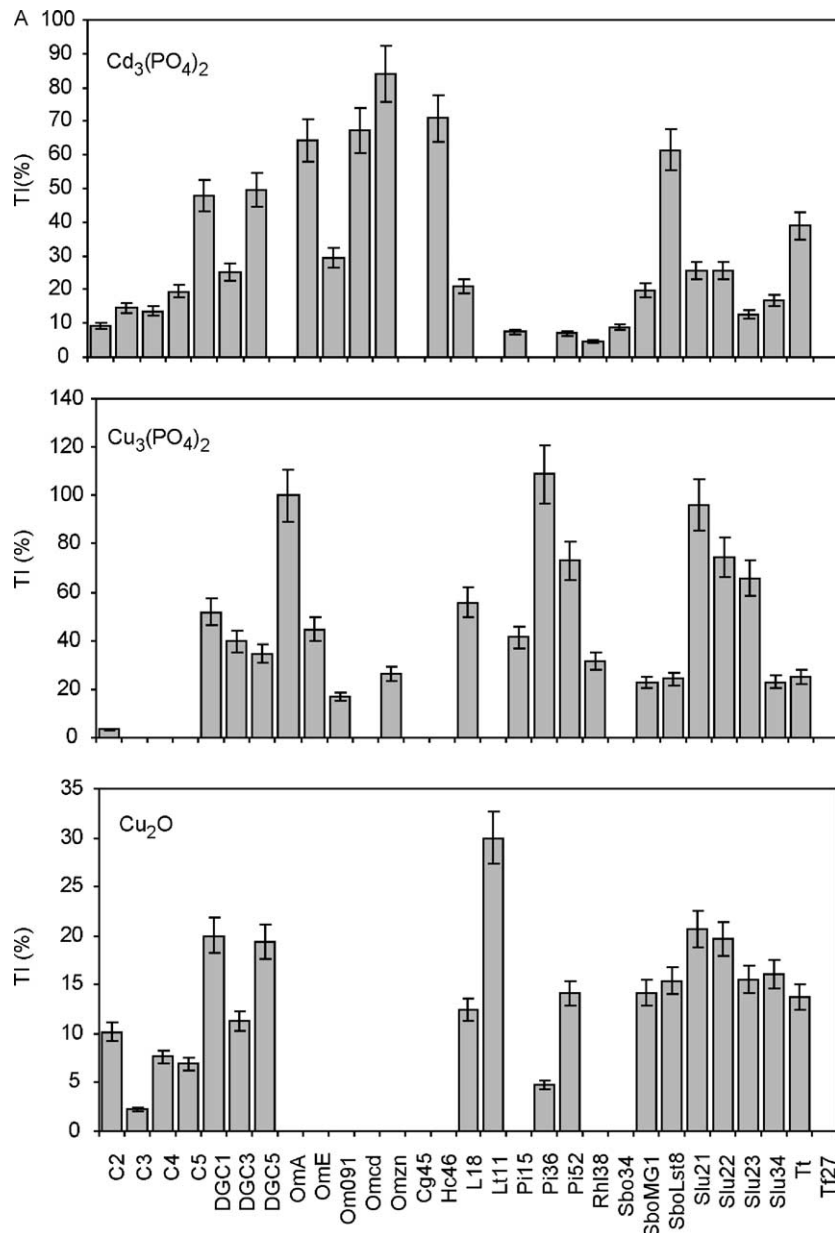 A
Cd3(PO4)2
TI(%)
100
90
80
70
60
50
40
30
20
10
0
Cu3(PO4)2
TI (%)
140
120
100
80
60
40
20
0
Cu2O
TI (%)
35
30
25
20
15
10
5
0
C2
C3
C4
C5
DGC1
DGC3
DGC5
OmA
OmE
Om091
Omcd
Omzn
Cg45
Hc46
L18
Lt11
Pi15
Pi36
Pi52
Rhl38
Sbo34
SboMG1
SboLst8
Slu21
Slu22
Slu23
Slu34
Tt
Tf27